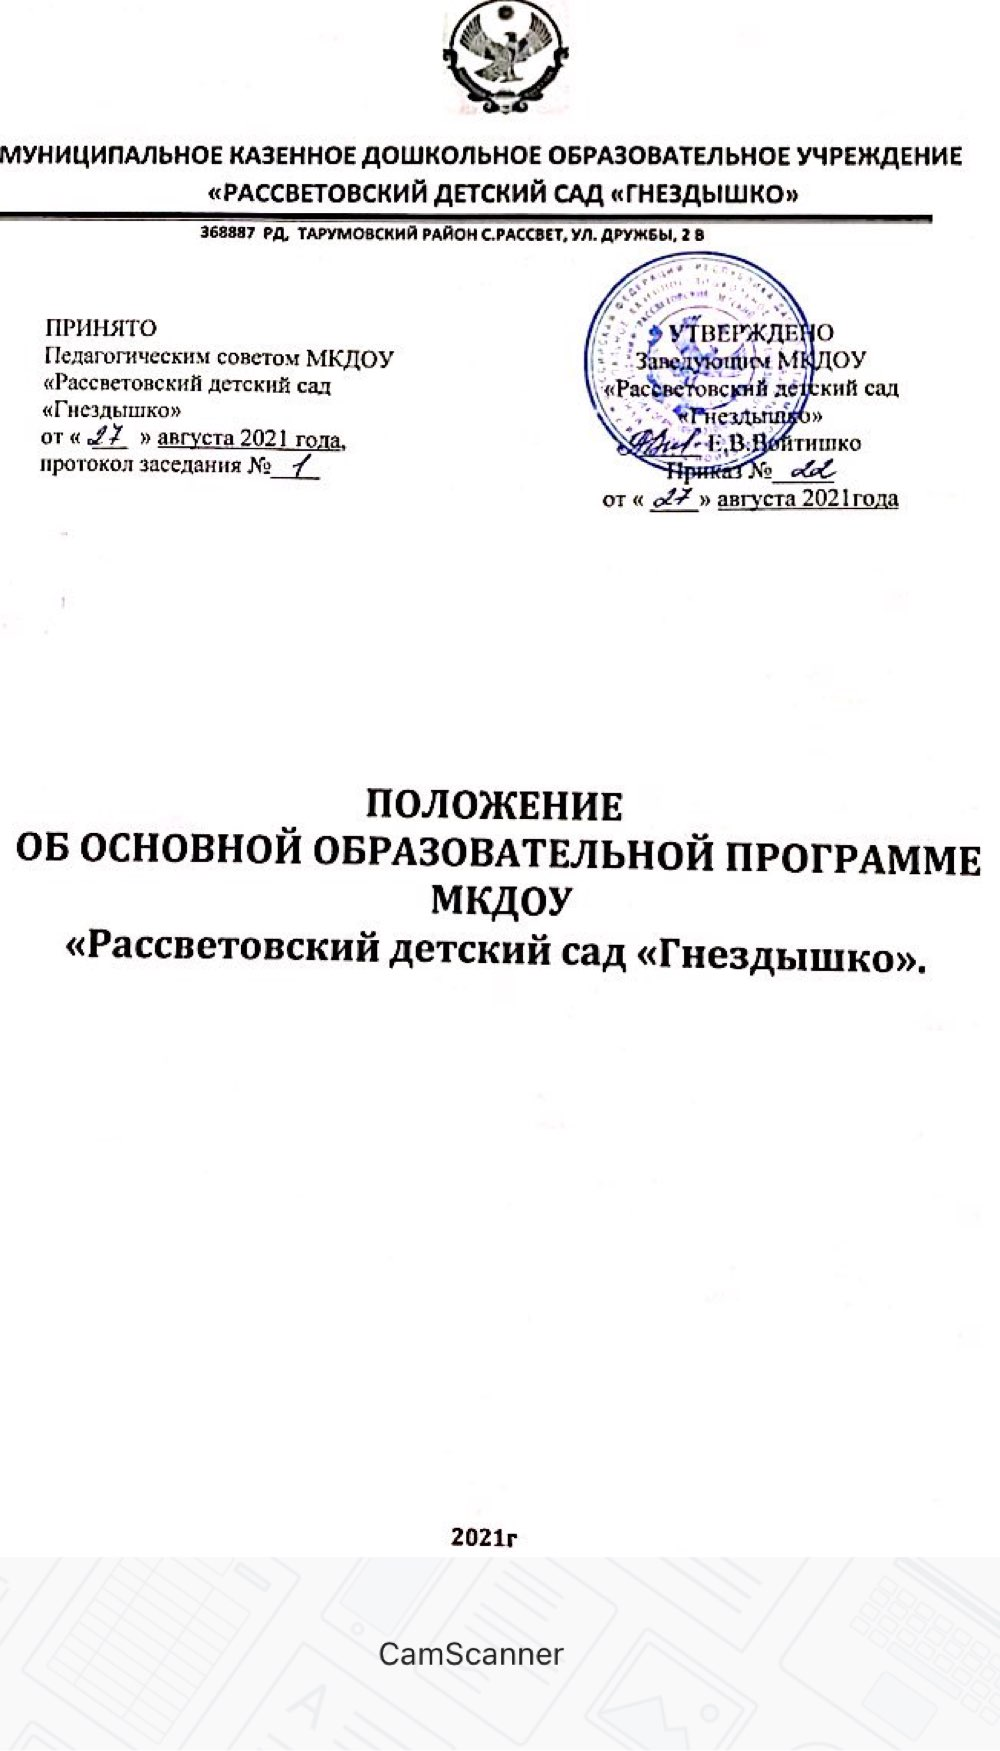 МУНИЦИПАЛЬНОЕ КАЗЕННОЕ ДОШКОЛЬНОЕ ОБРАЗОВАТЕЛЬНОЕ УЧРЕЖДЕНИЕ
«РАССВЕТОВСКИЙ ДЕТСКИЙ САД «ГНЕЗДЫШКО»
368887 РД, ТАРУМОВСКИЙ РАЙОН С.РАССВЕТ, УЛ. ДРУЖБЫ, 2 В
ПРИНЯТО
Педагогическим советом МКДОУ
«Рассветовский детский сад
«Гнездышко»
от « 27 » августа 2021 года,
протокол заседания № 1
УТВЕРЖДЕНО
Заведующим МКДОУ
«Рассветовский детский сад
«Гнездышко»
Е.В.Войтишко
Приказ № 22
от « 27 » августа 2021года
ПОЛОЖЕНИЕ
ОБ ОСНОВНОЙ ОБРАЗОВАТЕЛЬНОЙ ПРОГРАММЕ
МКДОУ
«Рассветовский детский сад «Гнездышко».
2021г
CamScanner